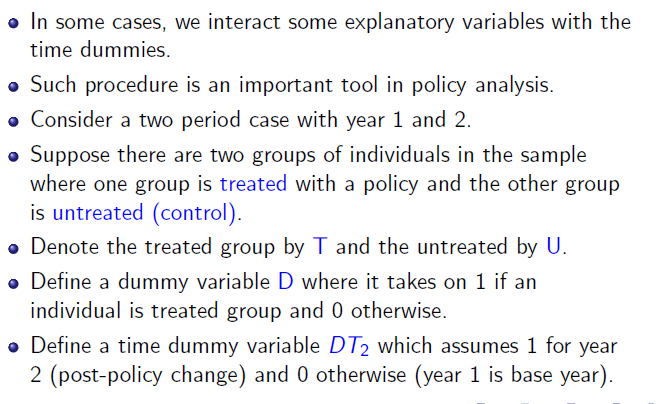 In some cases, we interact some explanatory variables with the
time dummies.
Such procedure is an important tool in policy analysis.
Consider a two period case with year 1 and 2.
Suppose there are two groups of individuals in the sample
where one group is treated with a policy and the other group
is untreated (control).
Denote the treated group by T and the untreated by U.
Define a dummy variable D where it takes on 1 if an
individual is treated group and 0 otherwise.
Define a time dummy variable DT₂ which assumes 1 for year
2 (post-policy change) and 0 otherwise (year 1 is base year).